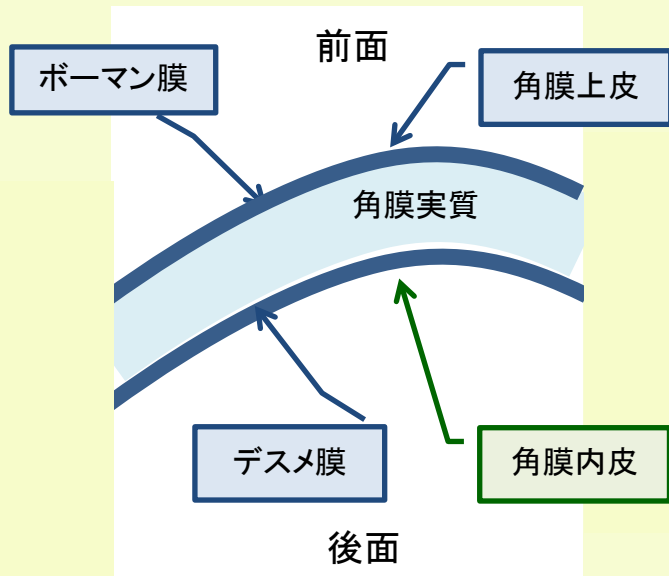 前面
ボーマン膜
角膜上皮
角膜実質
デスメ膜
角膜内皮
後面